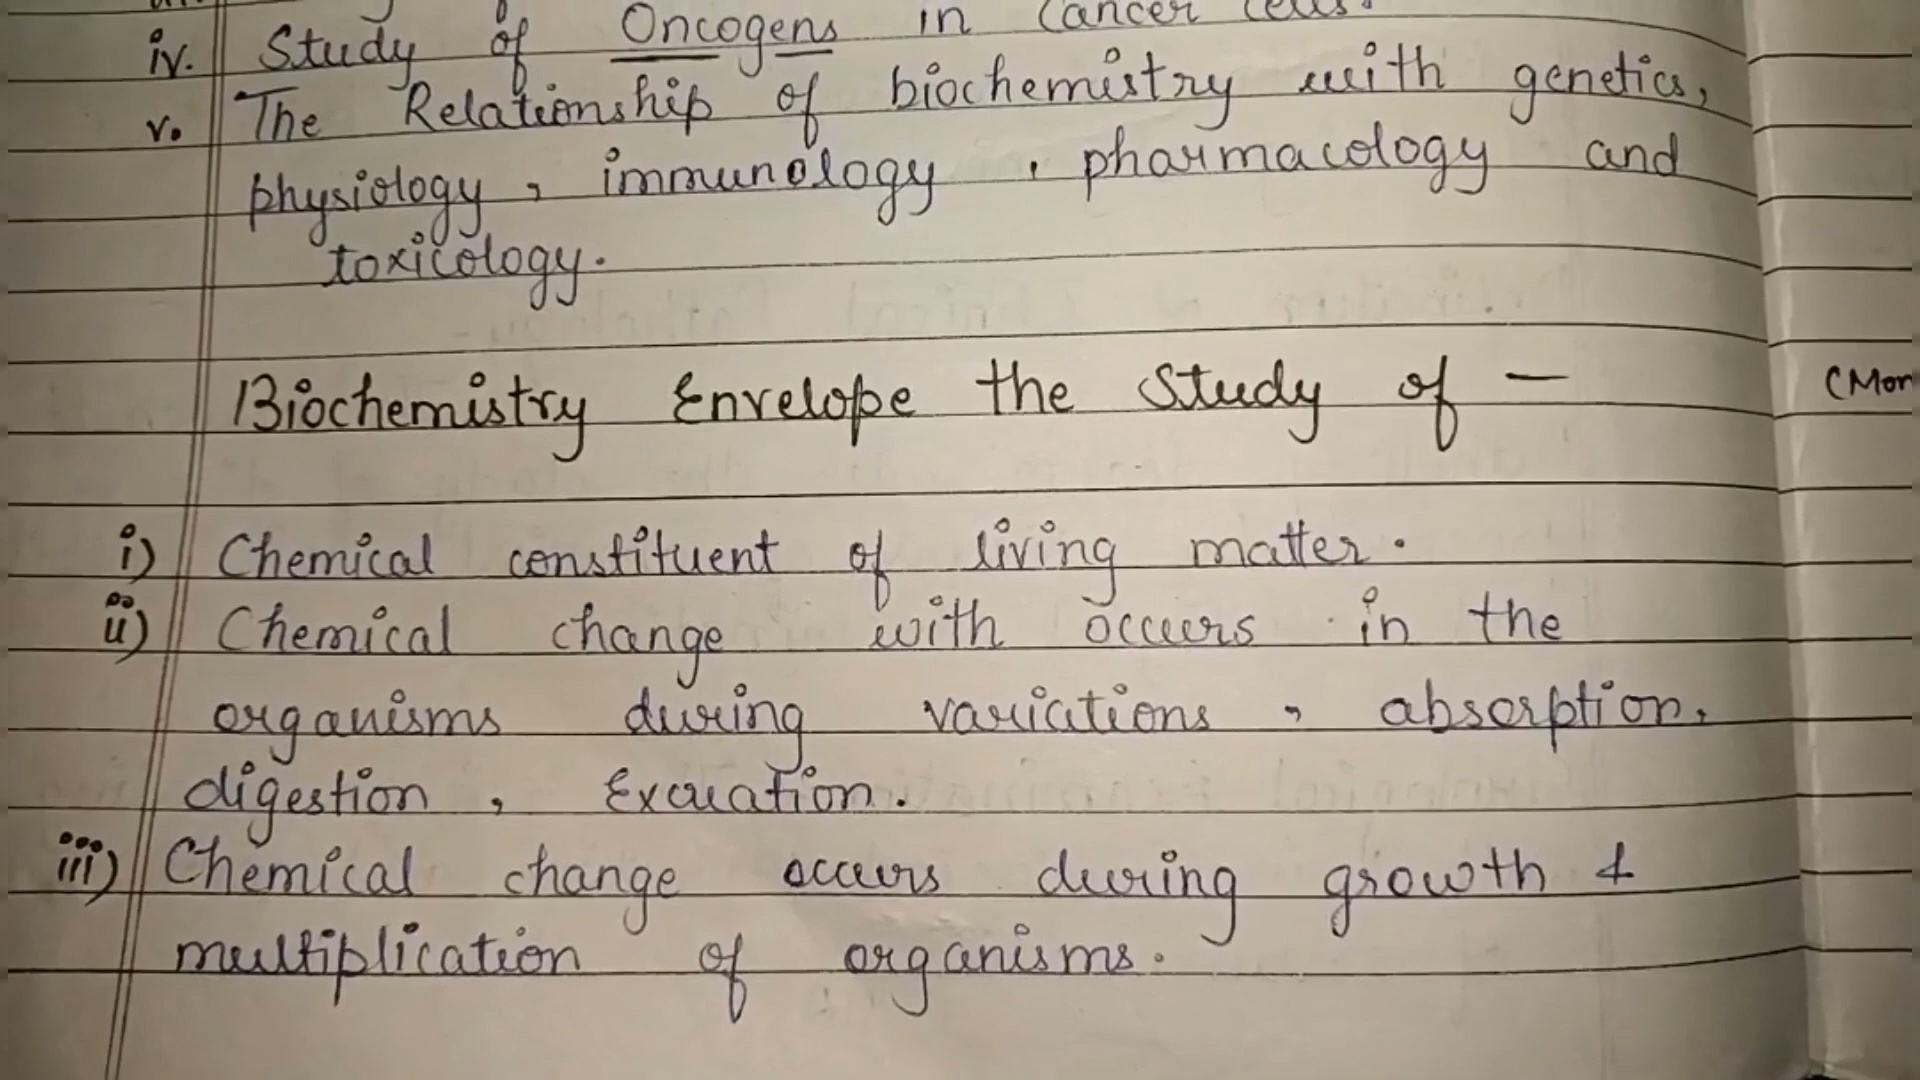 iv. Study of Oncogens in Cancer cells.
v. The Relationship of biochemistry with genetics,
physiology, immunology, pharmacology and
toxicology.
Biochemistry Envelope the Study of -
(Mon
i) Chemical constituent of living matter.
ii) Chemical change with occurs in the
organisms during variations, absorption,
digestion,
iii) Chemical change occurs during growth &
multiplication of organisms.